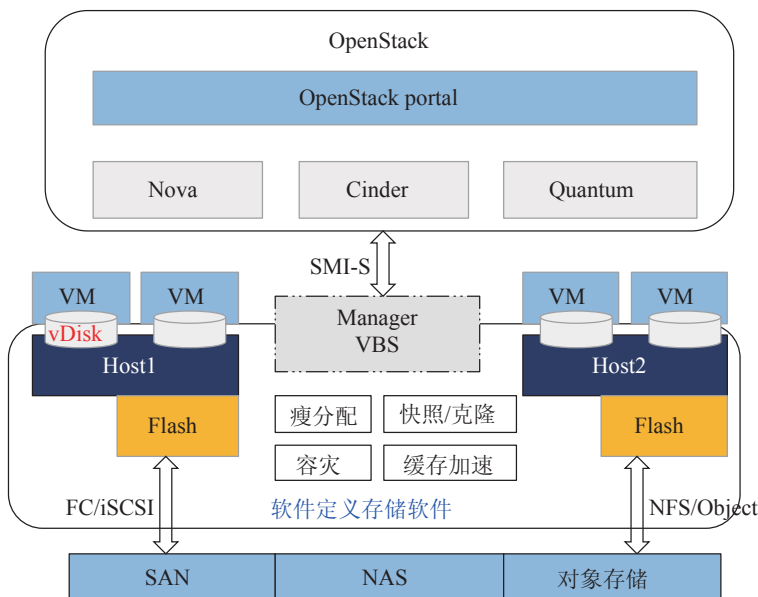 OpenStack
OpenStack portal
Nova
Cinder
Quantum
SMI-S
VM
VM
Manager
VBS
VM
VM
vDisk
Host1
Host2
Flash
瘦分配
快照/克隆
Flash
容灾
缓存加速
FC/iSCSI
软件定义存储软件
NFS/Object
SAN
NAS
对象存储